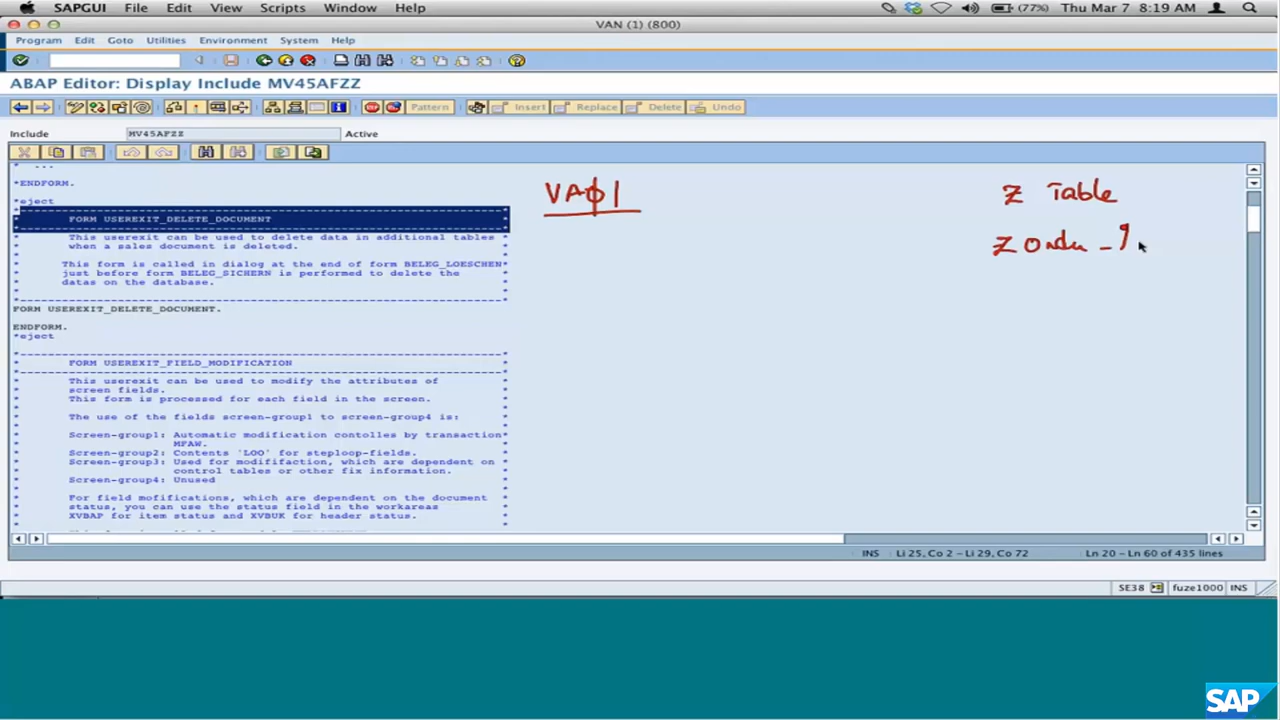 SAPGUI File Edit View Scripts Window Help (77%) Thu Mar 7 8:19 AM
VAN (1) (800)
Program Edit Goto Utilities Environment System Help
ABAP Editor: Display Include MV45AFZZ
Pattern Insert Replace Delete Undo
Include MV45AFZZ Active
* ...
*ENDFORM.
*eject
*---------------------------------------------------------------------*
* FORM USEREXIT_DELETE_DOCUMENT *
*---------------------------------------------------------------------*
* This userexit can be used to delete data in additional tables *
* when a sales document is deleted. *
* *
* This form is called in dialog at the end of form BELEG_LOESCHEN *
* just before form BELEG_SICHERN is performed to delete the *
* datas on the database. *
* *
*---------------------------------------------------------------------*
FORM USEREXIT_DELETE_DOCUMENT.
ENDFORM.
*eject
*---------------------------------------------------------------------*
* FORM USEREXIT_FIELD_MODIFICATION *
*---------------------------------------------------------------------*
* This userexit can be used to modify the attributes of *
* screen fields. *
* This form is processed for each field in the screen. *
* *
* The use of the fields screen-group1 to screen-group4 is: *
* *
* Screen-group1: Automatic modification contolles by transaction *
* MFAW. *
* Screen-group2: Contents 'LOO' for steploop-fields. *
* Screen-group3: Used for modififaction, which are dependent on *
* control tables or other fix information. *
* Screen-group4: Unused *
* *
* For field mofifications, which are dependent on the document *
* status, you can use the status field in the workareas *
* XVBAP for item status and XVBUK for header status. *
VA01
Z Table
INS Li 25, Co 2 - Li 29, Co 72 Ln 20 - Ln 60 of 435 lines
SE38 fuze1000 INS
SAP